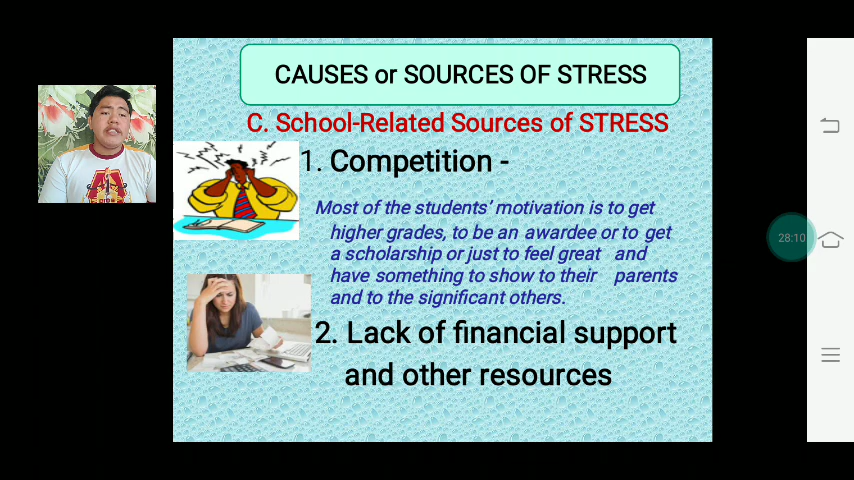 CAUSES or SOURCES OF STRESS
C. School-Related Sources of STRESS
1. Competition -
Most of the students' motivation is to get
higher grades, to be an awardee or to get
a scholarship or just to feel great and
have something to show to their parents
and to the significant others.
2. Lack of financial support
and other resources
28:10